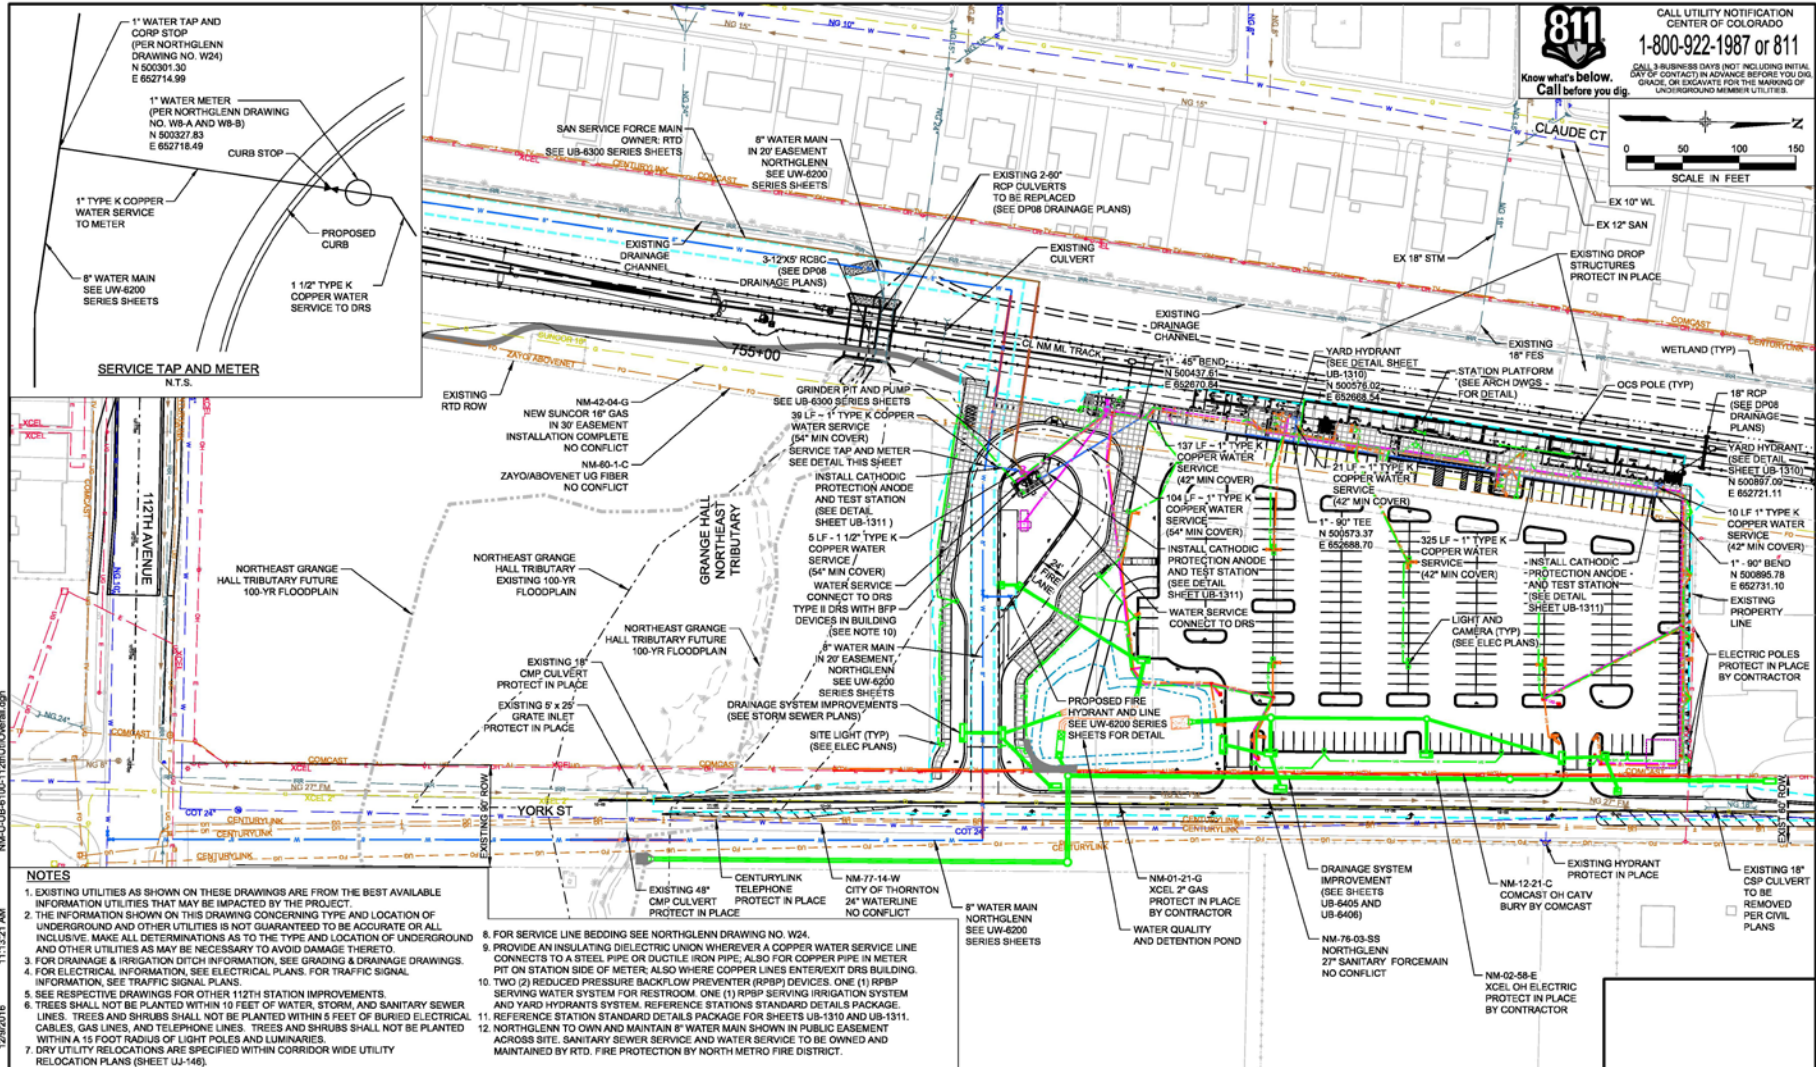 1" WATER TAP AND
CORP STOP
(PER NORTHGLENN
DRAWING NO. W24)
N 500301.30
E 652714.99
1" WATER METER
(PER NORTHGLENN DRAWING
NO. W8-A AND W8-B)
N 500327.83
E 652718.49
CURB STOP
1" TYPE K COPPER
WATER SERVICE
TO METER
PROPOSED
CURB
8" WATER MAIN
SEE UW-6200
SERIES SHEETS
1 1/2" TYPE K
COPPER WATER
SERVICE TO DRS
SERVICE TAP AND METER
N.T.S.
811
Know what's below.
Call before you dig.
CALL UTILITY NOTIFICATION
CENTER OF COLORADO
1-800-922-1987 or 811
CALL 3-BUSINESS DAYS (NOT INCLUDING INITIAL
DAY OF CONTACT) IN ADVANCE BEFORE YOU DIG,
GRADE, OR EXCAVATE FOR THE MARKING OF
UNDERGROUND MEMBER UTILITIES.
N
0 50 100 150
SCALE IN FEET
CLAUDE CT
EX 10" WL
EX 12" SAN
EX 18" STM
EXISTING DROP
STRUCTURES
PROTECT IN PLACE
SAN SERVICE FORCE MAIN
OWNER: RTD
SEE UB-6300 SERIES SHEETS
8" WATER MAIN
IN 20' EASEMENT
NORTHGLENN
SEE UW-6200
SERIES SHEETS
EXISTING 2-60"
RCP CULVERTS
TO BE REPLACED
(SEE DP08 DRAINAGE PLANS)
EXISTING
DRAINAGE
CHANNEL
3-12'X5' RCBC
(SEE DP08
DRAINAGE PLANS)
EXISTING
CULVERT
EXISTING
DRAINAGE
CHANNEL
EXISTING
18" FES
WETLAND (TYP)
755+00
CL NM ML TRACK
EXISTING
RTD ROW
NM-42-04-G
NEW SUNCOR 16" GAS
IN 30' EASEMENT
INSTALLATION COMPLETE
NO CONFLICT
NM-60-1-C
ZAYO/ABOVENET UG FIBER
NO CONFLICT
GRINDER PIT AND PUMP
SEE UB-6300 SERIES SHEETS
39 LF ~ 1" TYPE K COPPER
WATER SERVICE
(54" MIN COVER)
SERVICE TAP AND METER
SEE DETAIL THIS SHEET
INSTALL CATHODIC
PROTECTION ANODE
AND TEST STATION
(SEE DETAIL
SHEET UB-1311 )
5 LF - 1 1/2" TYPE K
COPPER WATER
SERVICE
(54" MIN COVER)
WATER SERVICE
CONNECT TO DRS
TYPE II DRS WITH BFP
DEVICES IN BUILDING
(SEE NOTE 10)
8" WATER MAIN
IN 20' EASEMENT
NORTHGLENN
SEE UW-6200
SERIES SHEETS
DRAINAGE SYSTEM IMPROVEMENTS
(SEE STORM SEWER PLANS)
SITE LIGHT (TYP)
(SEE ELEC PLANS)
1" - 45° BEND
N 500437.61
E 652670.84
YARD HYDRANT
(SEE DETAIL SHEET
UB-1310)
N 500576.02
E 652668.54
STATION PLATFORM
(SEE ARCH DWGS
FOR DETAIL)
OCS POLE (TYP)
18" RCP
(SEE DP08
DRAINAGE
PLANS)
YARD HYDRANT
(SEE DETAIL
SHEET UB-1310)
N 500897.09
E 652721.11
137 LF ~ 1" TYPE K
COPPER WATER
SERVICE
(42" MIN COVER)
21 LF ~ 1" TYPE K
COPPER WATER
SERVICE
(42" MIN COVER)
104 LF ~ 1" TYPE K
COPPER WATER
SERVICE
(54" MIN COVER)
1" - 90° TEE
N 500573.37
E 652688.70
325 LF ~ 1" TYPE K
COPPER WATER
SERVICE
(42" MIN COVER)
10 LF 1" TYPE K
COPPER WATER
SERVICE
(42" MIN COVER)
INSTALL CATHODIC
PROTECTION ANODE
AND TEST STATION
(SEE DETAIL
SHEET UB-1311)
INSTALL CATHODIC
PROTECTION ANODE
AND TEST STATION
(SEE DETAIL
SHEET UB-1311)
1" - 90° BEND
N 500895.78
E 652731.10
WATER SERVICE
CONNECT TO DRS
EXISTING
PROPERTY
LINE
LIGHT AND
CAMERA (TYP)
(SEE ELEC PLANS)
ELECTRIC POLES
PROTECT IN PLACE
BY CONTRACTOR
24'
FIRE
LANE
PROPOSED FIRE
HYDRANT AND LINE
SEE UW-6200 SERIES
SHEETS FOR DETAIL
112TH AVENUE
NORTHEAST GRANGE
HALL TRIBUTARY FUTURE
100-YR FLOODPLAIN
NORTHEAST GRANGE
HALL TRIBUTARY
EXISTING 100-YR
FLOODPLAIN
GRANGE HALL
NORTHEAST
TRIBUTARY
NORTHEAST GRANGE
HALL TRIBUTARY FUTURE
100-YR FLOODPLAIN
EXISTING 18"
CMP CULVERT
PROTECT IN PLACE
EXISTING 5' x 25'
GRATE INLET
PROTECT IN PLACE
YORK ST
EXISTING 90' ROW
EXISTING 48"
CMP CULVERT
PROTECT IN PLACE
CENTURYLINK
TELEPHONE
PROTECT IN PLACE
NM-77-14-W
CITY OF THORNTON
24" WATERLINE
NO CONFLICT
8" WATER MAIN
NORTHGLENN
SEE UW-6200
SERIES SHEETS
NM-01-21-G
XCEL 2" GAS
PROTECT IN PLACE
BY CONTRACTOR
WATER QUALITY
AND DETENTION POND
DRAINAGE SYSTEM
IMPROVEMENT
(SEE SHEETS
UB-6405 AND
UB-6406)
NM-76-03-SS
NORTHGLENN
27" SANITARY FORCEMAIN
NO CONFLICT
NM-12-21-C
COMCAST OH CATV
BURY BY COMCAST
NM-02-58-E
XCEL OH ELECTRIC
PROTECT IN PLACE
BY CONTRACTOR
EXISTING HYDRANT
PROTECT IN PLACE
EXISTING 18"
CSP CULVERT
TO BE
REMOVED
PER CIVIL
PLANS
NOTES
1. EXISTING UTILITIES AS SHOWN ON THESE DRAWINGS ARE FROM THE BEST AVAILABLE
INFORMATION UTILITIES THAT MAY BE IMPACTED BY THE PROJECT.
2. THE INFORMATION SHOWN ON THIS DRAWING CONCERNING TYPE AND LOCATION OF
UNDERGROUND AND OTHER UTILITIES IS NOT GUARANTEED TO BE ACCURATE OR ALL
INCLUSIVE. MAKE ALL DETERMINATIONS AS TO THE TYPE AND LOCATION OF UNDERGROUND
AND OTHER UTILITIES AS MAY BE NECESSARY TO AVOID DAMAGE THERETO.
3. FOR DRAINAGE & IRRIGATION DITCH INFORMATION, SEE GRADING & DRAINAGE DRAWINGS.
4. FOR ELECTRICAL INFORMATION, SEE ELECTRICAL PLANS. FOR TRAFFIC SIGNAL
INFORMATION, SEE TRAFFIC SIGNAL PLANS.
5. SEE RESPECTIVE DRAWINGS FOR OTHER 112TH STATION IMPROVEMENTS.
6. TREES SHALL NOT BE PLANTED WITHIN 10 FEET OF WATER, STORM, AND SANITARY SEWER
LINES. TREES AND SHRUBS SHALL NOT BE PLANTED WITHIN 5 FEET OF BURIED ELECTRICAL
CABLES, GAS LINES, AND TELEPHONE LINES. TREES AND SHRUBS SHALL NOT BE PLANTED
WITHIN A 15 FOOT RADIUS OF LIGHT POLES AND LUMINARIES.
7. DRY UTILITY RELOCATIONS ARE SPECIFIED WITHIN CORRIDOR WIDE UTILITY
RELOCATION PLANS (SHEET UJ-146).
8. FOR SERVICE LINE BEDDING SEE NORTHGLENN DRAWING NO. W24.
9. PROVIDE AN INSULATING DIELECTRIC UNION WHEREVER A COPPER WATER SERVICE LINE
CONNECTS TO A STEEL PIPE OR DUCTILE IRON PIPE; ALSO FOR COPPER PIPE IN METER
PIT ON STATION SIDE OF METER; ALSO WHERE COPPER LINES ENTER/EXIT DRS BUILDING.
10. TWO (2) REDUCED PRESSURE BACKFLOW PREVENTER (RPBP) DEVICES. ONE (1) RPBP
SERVING WATER SYSTEM FOR RESTROOM. ONE (1) RPBP SERVING IRRIGATION SYSTEM
AND YARD HYDRANTS SYSTEM. REFERENCE STATIONS STANDARD DETAILS PACKAGE.
11. REFERENCE STATION STANDARD DETAILS PACKAGE FOR SHEETS UB-1310 AND UB-1311.
12. NORTHGLENN TO OWN AND MAINTAIN 8" WATER MAIN SHOWN IN PUBLIC EASEMENT
ACROSS SITE. SANITARY SEWER SERVICE AND WATER SERVICE TO BE OWNED AND
MAINTAINED BY RTD. FIRE PROTECTION BY NORTH METRO FIRE DISTRICT.